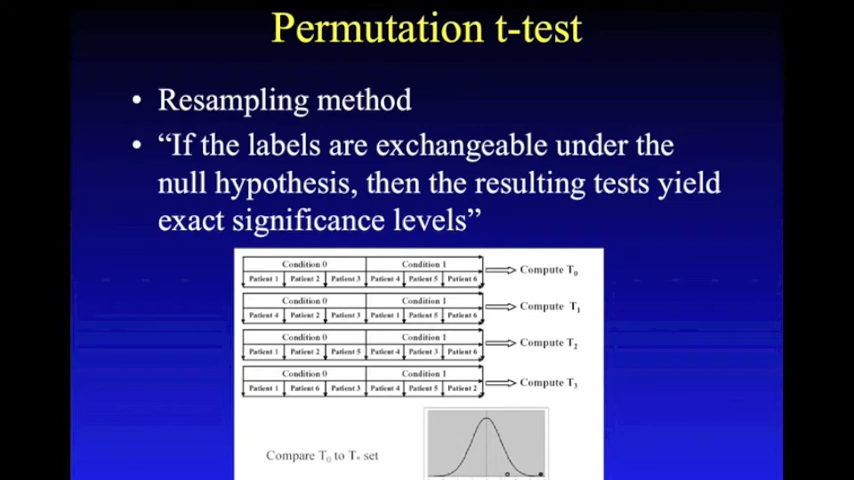 Permutation t-test
• Resampling method
• “If the labels are exchangeable under the
null hypothesis, then the resulting tests yield
exact significance levels”
Condition 0 Condition 1
Patient 1 Patient 2 Patient 3 Patient 4 Patient 5 Patient 6
Compute T0
Condition 0 Condition 1
Patient 4 Patient 2 Patient 3 Patient 1 Patient 5 Patient 6
Compute T1
Condition 0 Condition 1
Patient 1 Patient 2 Patient 5 Patient 4 Patient 3 Patient 6
Compute T2
Condition 0 Condition 1
Patient 1 Patient 6 Patient 3 Patient 4 Patient 5 Patient 2
Compute T3
Compare T0 to T* set